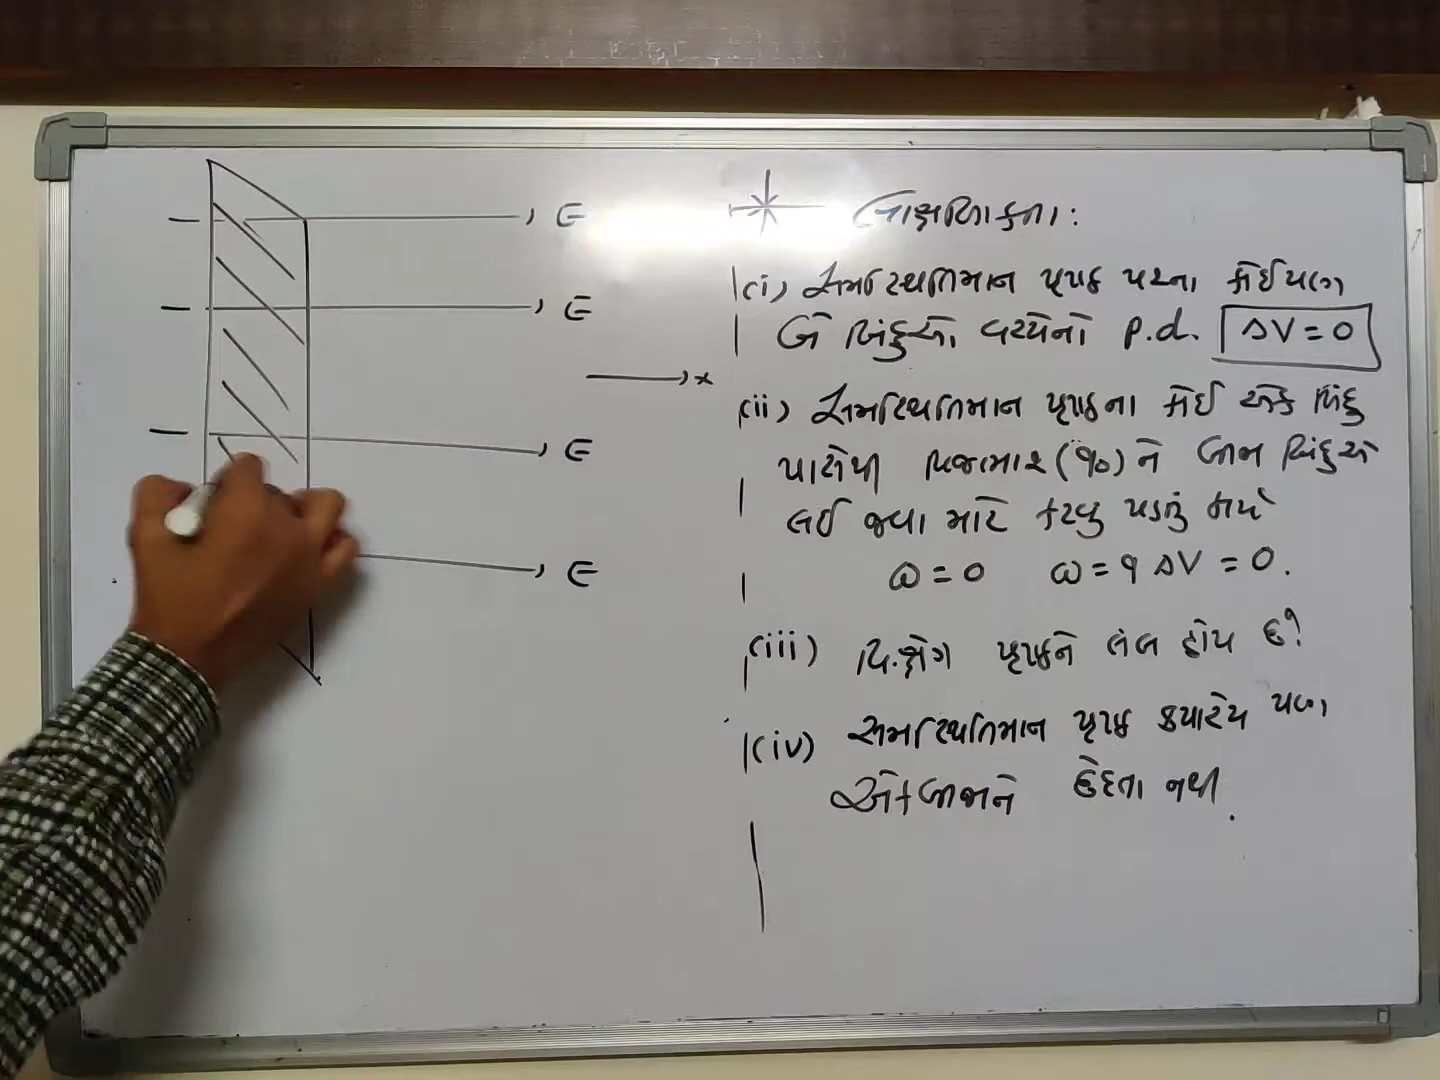 E
E
x
E
E
લાક્ષણિકતા :
(i) સમસ્થિતિમાન પૃષ્ઠ પરના કોઈપણ
બે બિંદુઓ વચ્ચેનો p.d. ΔV = 0
(ii) સમસ્થિતિમાન પૃષ્ઠના કોઈ એક બિંદુ
પાસેથી વિજભાર (q₀) ને બીજા બિંદુએ
લઈ જવા માટે કરવું પડતું કાર્ય
ω = 0 ω = q ΔV = 0.
(iii) વિ.ક્ષેત્ર પૃષ્ઠને લંબ હોય છે?
(iv) સમસ્થિતિમાન પૃષ્ઠ ક્યારેય પણ
એકબીજાને છેદતા નથી.